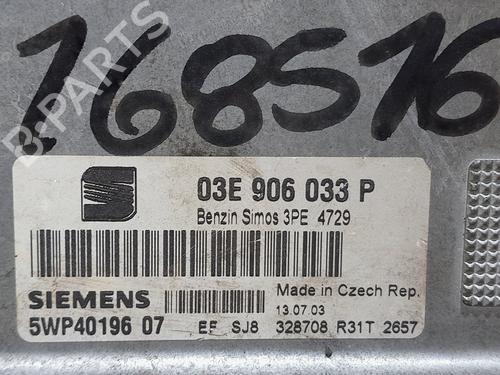 168516
B-PARTS
03E 906 033 P
Benzin Simos 3PE 4729
SIEMENS
Made in Czech Rep.
13.07.03
5WP40196 07 EF SJ8 328708 R31T 2657